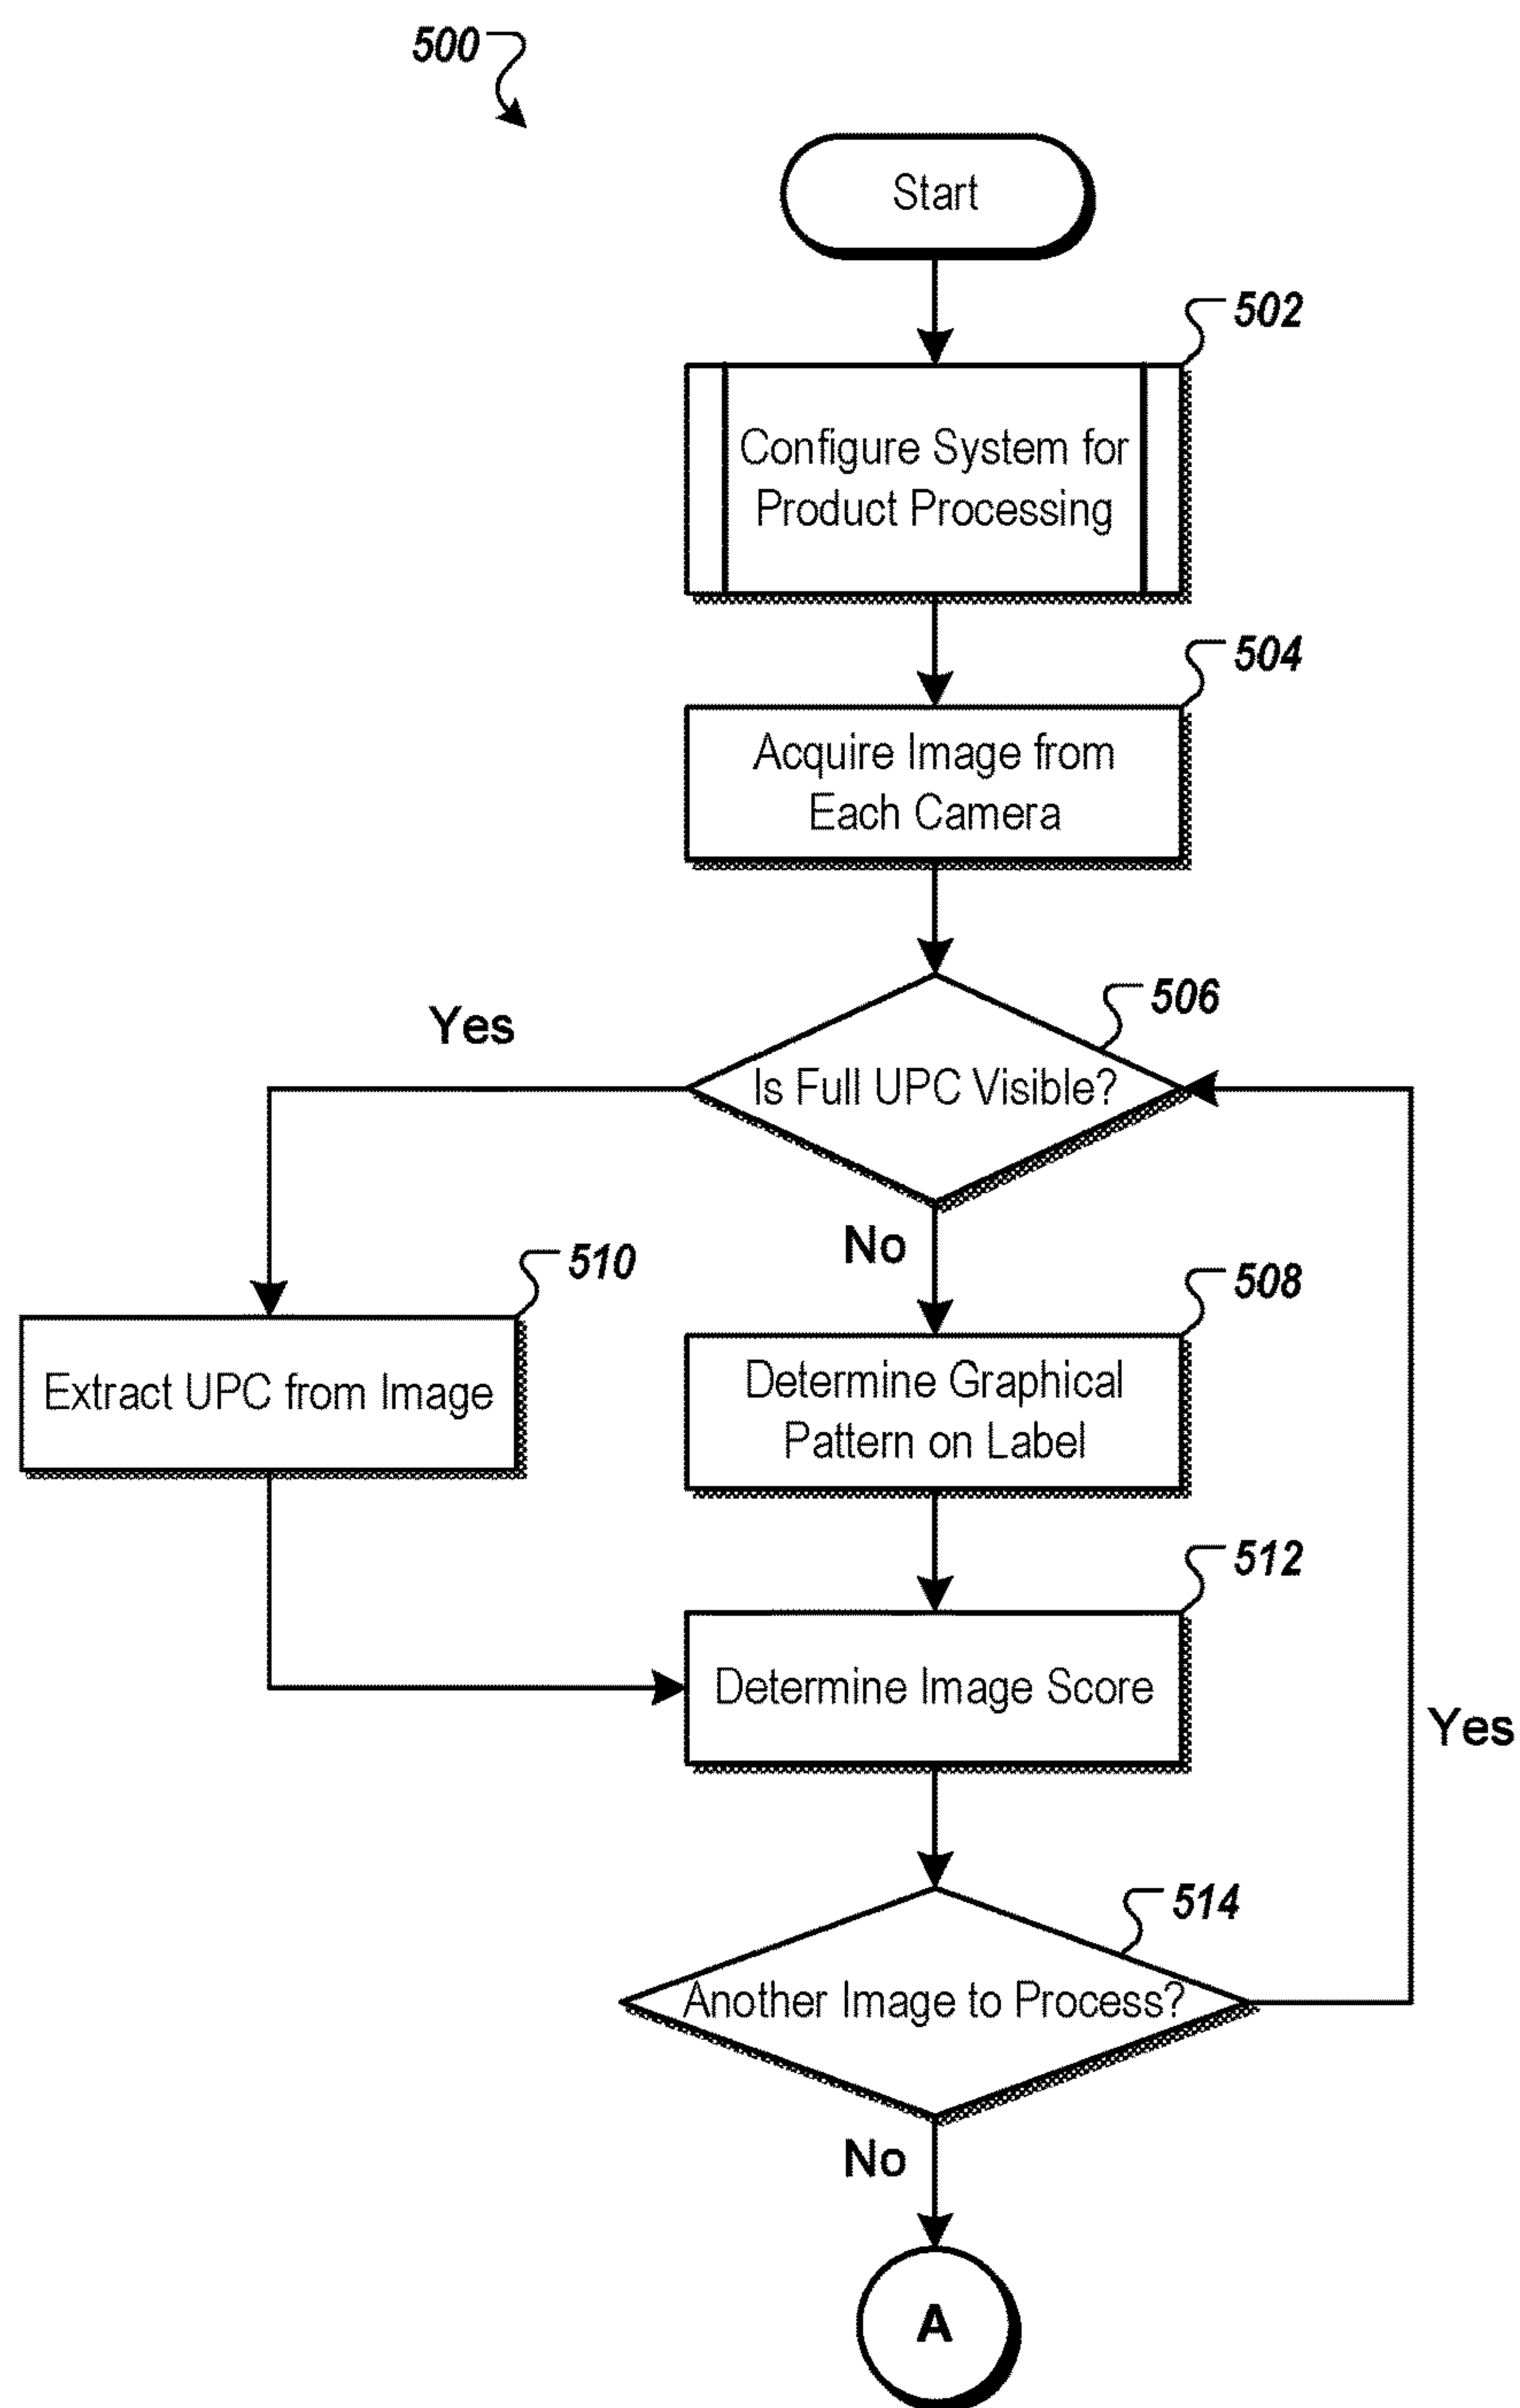 500
Start
502
Configure System for
Product Processing
504
Acquire Image from
Each Camera
506
Yes
Is Full UPC Visible?
No
510
508
Extract UPC from Image
Determine Graphical
Pattern on Label
512
Determine Image Score
Yes
514
Another Image to Process?
No
A